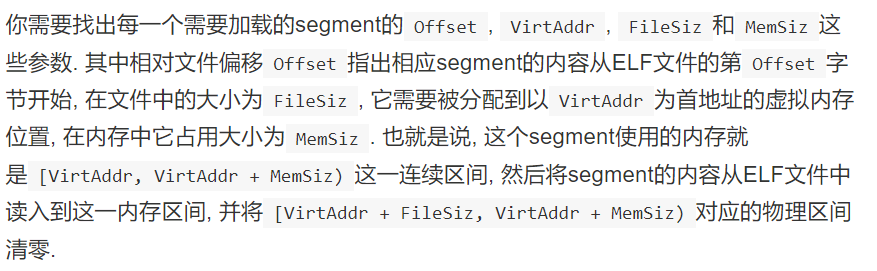 你需要找出每一个需要加载的segment的 Offset , VirtAddr , FileSiz 和 MemSiz 这
些参数. 其中相对文件偏移 Offset 指出相应segment的内容从ELF文件的第 Offset 字
节开始, 在文件中的大小为 FileSiz , 它需要被分配到以 VirtAddr 为首地址的虚拟内存
位置, 在内存中它占用大小为 MemSiz . 也就是说, 这个segment使用的内存就
是 [VirtAddr, VirtAddr + MemSiz) 这一连续区间, 然后将segment的内容从ELF文件中
读入到这一内存区间, 并将 [VirtAddr + FileSiz, VirtAddr + MemSiz) 对应的物理区间
清零.